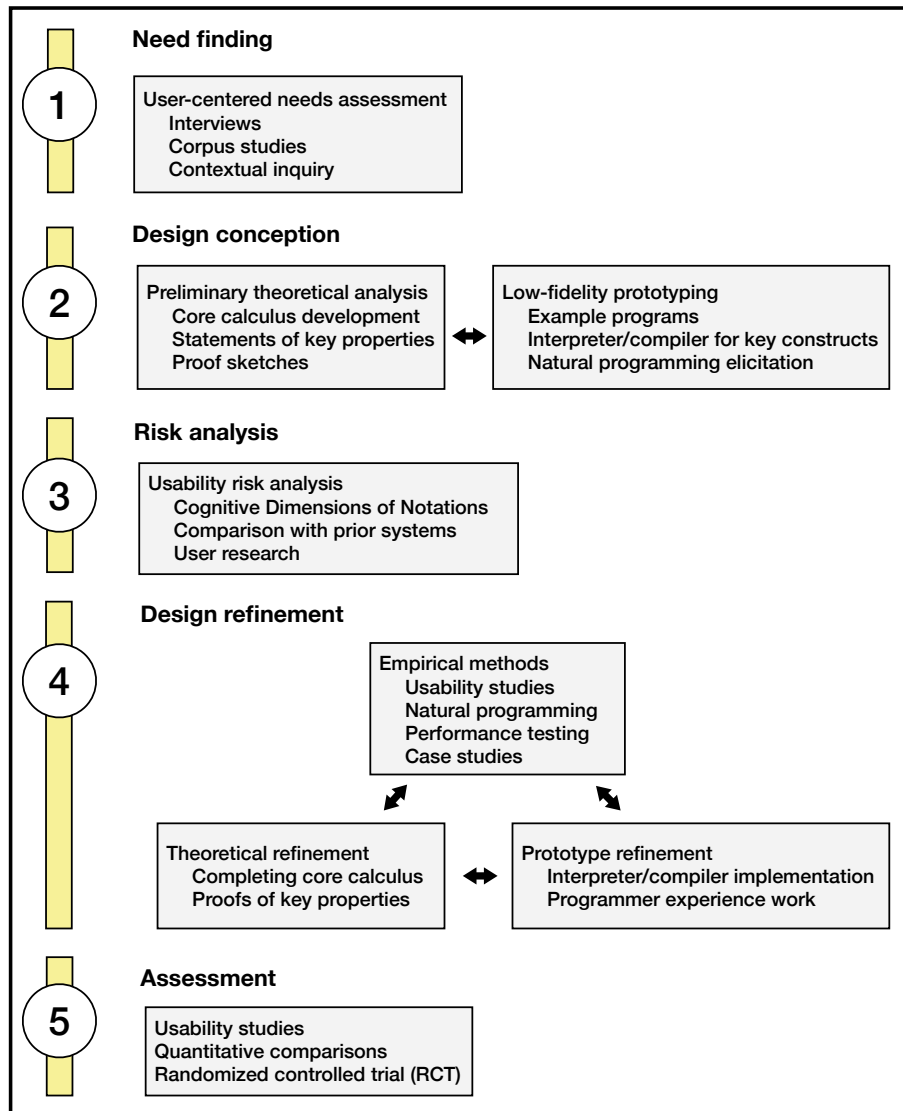 Need finding
1
User-centered needs assessment
Interviews
Corpus studies
Contextual inquiry
Design conception
2
Preliminary theoretical analysis
Core calculus development
Statements of key properties
Proof sketches
Low-fidelity prototyping
Example programs
Interpreter/compiler for key constructs
Natural programming elicitation
Risk analysis
3
Usability risk analysis
Cognitive Dimensions of Notations
Comparison with prior systems
User research
Design refinement
4
Empirical methods
Usability studies
Natural programming
Performance testing
Case studies
Theoretical refinement
Completing core calculus
Proofs of key properties
Prototype refinement
Interpreter/compiler implementation
Programmer experience work
Assessment
5
Usability studies
Quantitative comparisons
Randomized controlled trial (RCT)